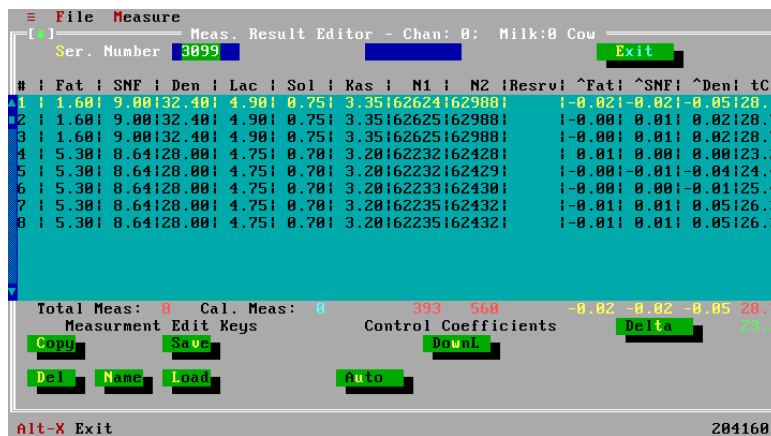 ≡ File Measure
[■] Meas. Result Editor - Chan: 0; Milk:0 Cow
Ser. Number 3099 Exit
# | Fat | SNF | Den | Lac | Sol | Kas | N1 | N2 |Resrv| ^Fat| ^SNF| ^Den| tC
1 | 1.60| 9.00|32.40| 4.90| 0.75| 3.35|62624|62988| |-0.02|-0.02|-0.05|28.
2 | 1.60| 9.00|32.40| 4.90| 0.75| 3.35|62625|62988| |-0.00| 0.01| 0.02|28.
3 | 1.60| 9.00|32.40| 4.90| 0.75| 3.35|62626|62988| |-0.00| 0.01| 0.02|28.
4 | 5.30| 8.64|28.00| 4.75| 0.70| 3.20|62232|62428| | 0.01| 0.00| 0.00|23.
5 | 5.30| 8.64|28.00| 4.75| 0.70| 3.20|62232|62429| |-0.00|-0.01|-0.04|24.
6 | 5.30| 8.64|28.00| 4.75| 0.70| 3.20|62233|62430| |-0.00| 0.00|-0.01|25.
7 | 5.30| 8.64|28.00| 4.75| 0.70| 3.20|62235|62432| |-0.01| 0.01| 0.05|26.
8 | 5.30| 8.64|28.00| 4.75| 0.70| 3.20|62235|62432| |-0.01| 0.01| 0.05|26.
Total Meas: 8 Cal. Meas: 0 393 560 -0.02 -0.02 -0.05 28.
Measurment Edit Keys Control Coefficients Delta 23.
Copy Save DownL
Del Name Load Auto
Alt-X Exit 204160